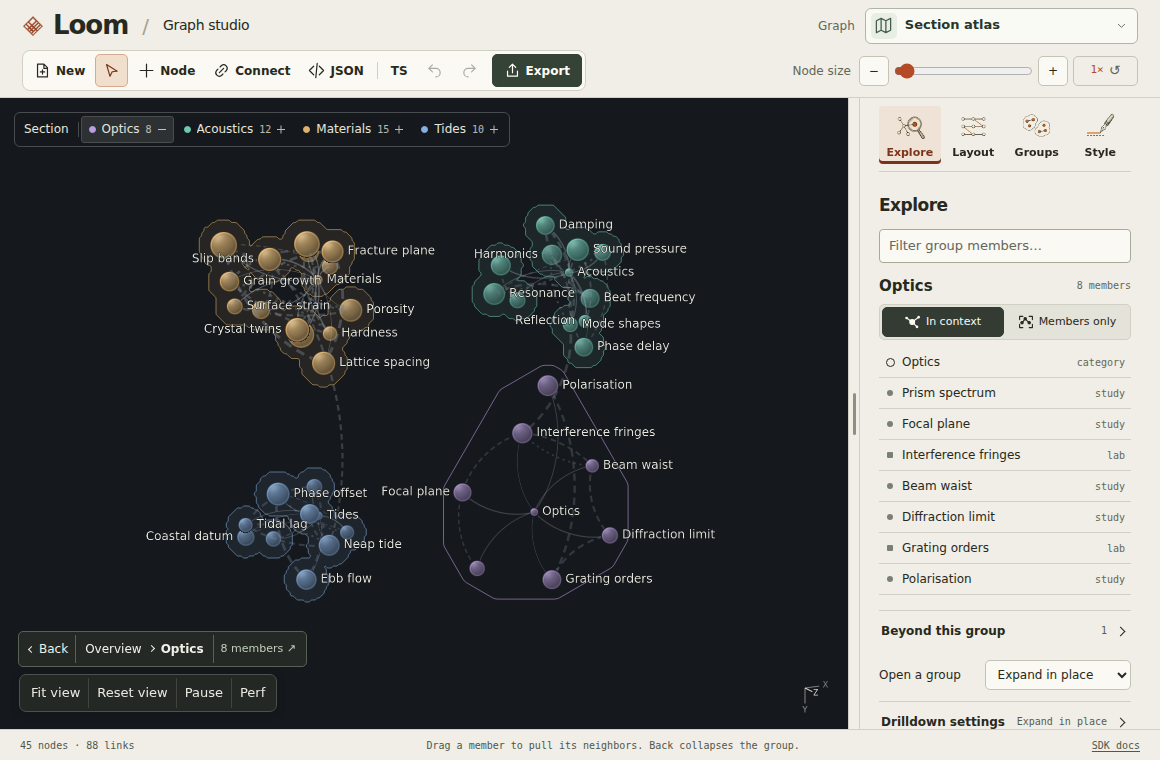 Loom / Graph studio
Graph Section atlas
New Node Connect JSON TS Export
Node size − + 1× ↺
Section Optics 8 − Acoustics 12 + Materials 15 + Tides 10 +
Explore Layout Groups Style
Damping
Harmonics
Sound pressure
Acoustics
Resonance
Beat frequency
Reflection
Mode shapes
Phase delay
Slip bands
Fracture plane
Grain growth
Materials
Surface strain
Porosity
Crystal twins
Hardness
Lattice spacing
Polarisation
Interference fringes
Beam waist
Focal plane
Optics
Diffraction limit
Grating orders
Phase offset
Tides
Tidal lag
Coastal datum
Neap tide
Ebb flow
‹ Back Overview › Optics 8 members ↗
Fit view Reset view Pause Perf
X
Z
Y
Explore
Filter group members…
Optics 8 members
In context Members only
Optics category
Prism spectrum study
Focal plane study
Interference fringes lab
Beam waist study
Diffraction limit study
Grating orders lab
Polarisation study
Beyond this group 1
Open a group Expand in place
Drilldown settings Expand in place
45 nodes · 88 links
Drag a member to pull its neighbors. Back collapses the group.
SDK docs